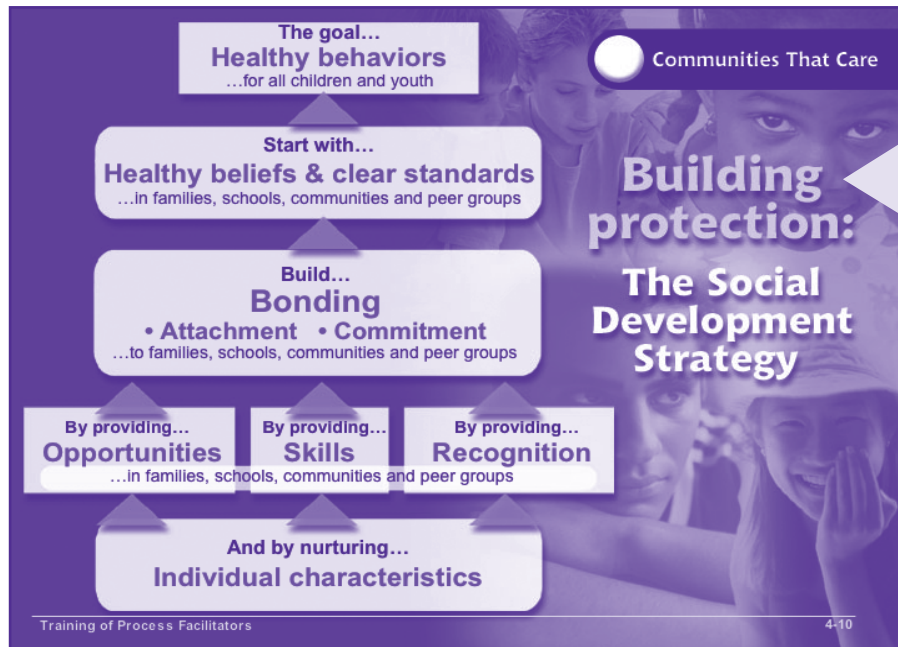 The goal…
Healthy behaviors
…for all children and youth
Communities That Care
Start with…
Healthy beliefs & clear standards
…in families, schools, communities and peer groups
Building
protection:
The Social
Development
Strategy
Build…
Bonding
• Attachment • Commitment
…to families, schools, communities and peer groups
By providing… By providing… By providing…
Opportunities Skills Recognition
…in families, schools, communities and peer groups
And by nurturing…
Individual characteristics
Training of Process Facilitators 4-10